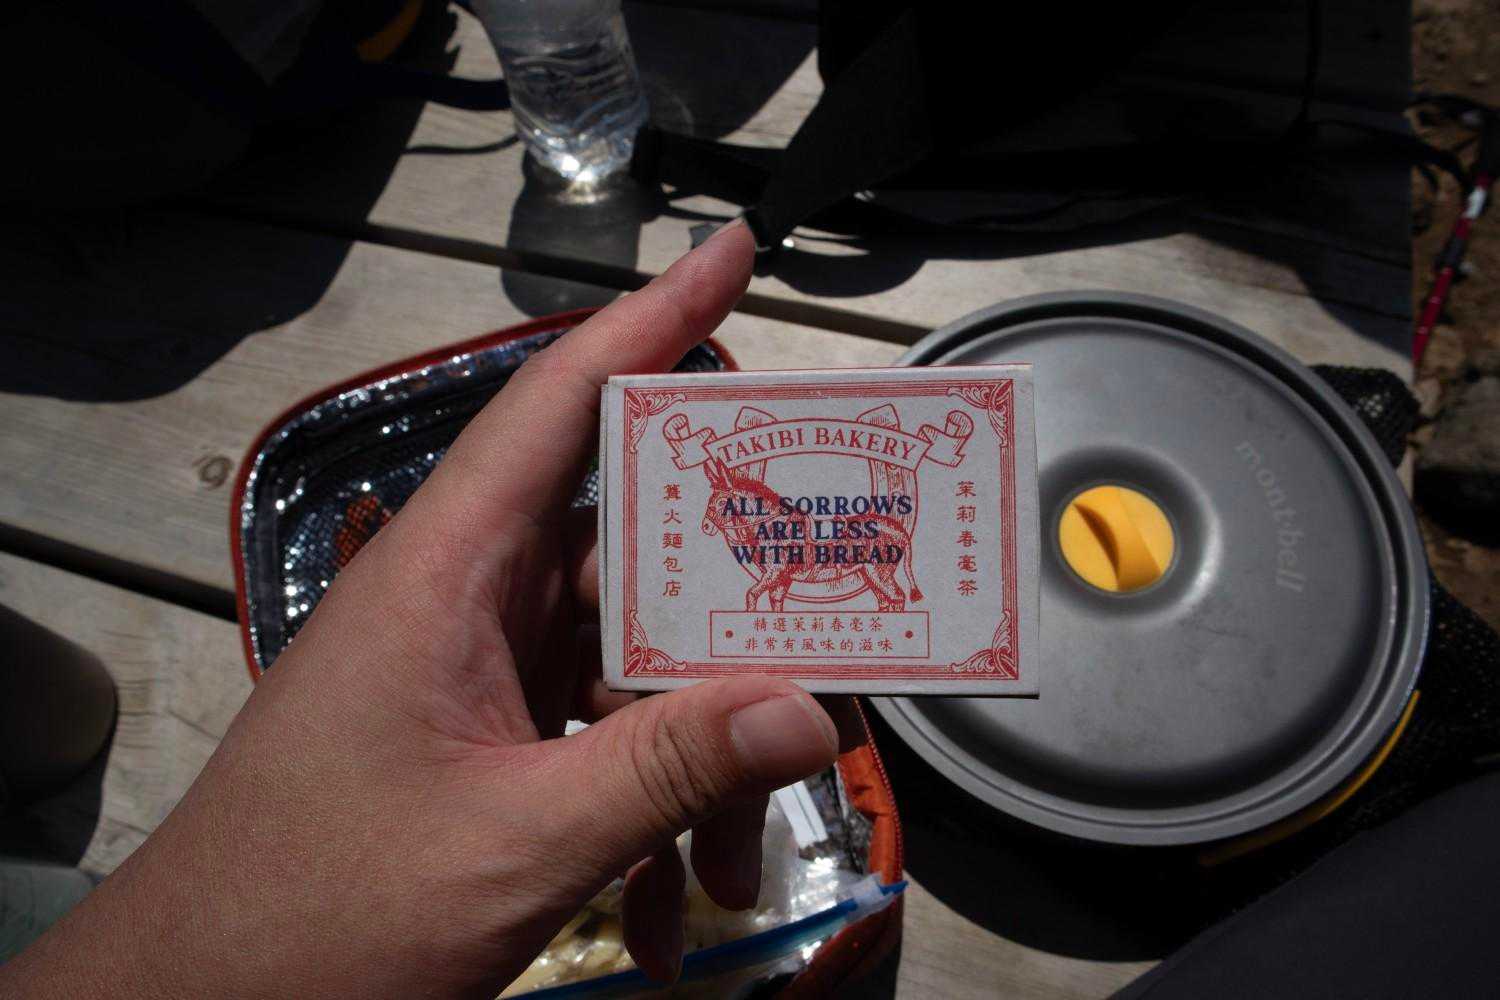 TAKIBI BAKERY
ALL SORROWS
ARE LESS
WITH BREAD
篝火麵包店
茉莉春毫茶
精選茉莉春毫茶
非常有風味的滋味
mont-bell